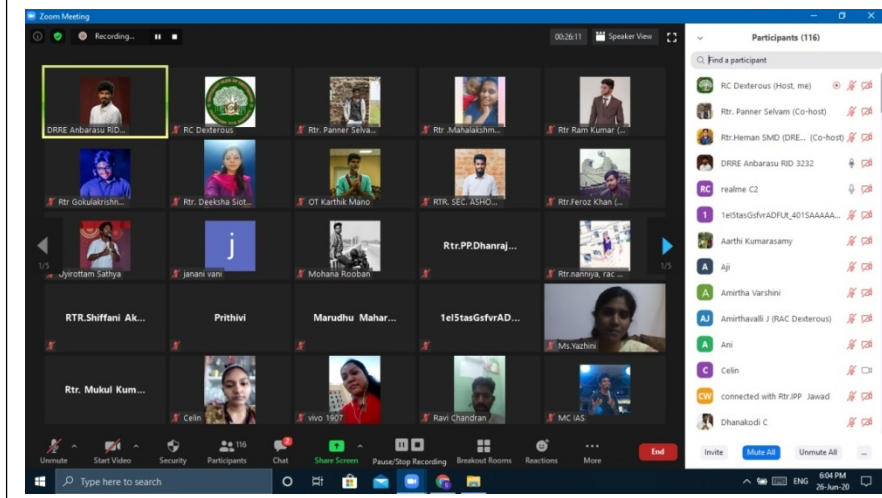 Zoom Meeting
Recording...
00:26:11 Speaker View
Participants (116)
Find a participant
DRRE Anbarasu RID...
RC Dexterous
Rtr. Panner Selva...
Rtr .Mahalakshm...
Rtr Ram Kumar (...
Rtr Gokulakrishn...
Rtr. Deeksha Siot...
OT Karthik Mano
RTR. SEC. ASHO...
Rtr.Feroz Khan (...
1/5
Uyirottam Sathya
janani vani
j
Mohana Rooban
Rtr.PP.Dhanraj...
Rtr.nanniya, rac ...
1/5
RTR.Shiffani Ak...
Prithivi
Marudhu Mahar...
1el5tasGsfvrAD...
Ms.Yazhini
Rtr. Mukul Kum...
Celin
vivo 1907
Ravi Chandran
MC IAS
RC Dexterous (Host, me)
Rtr. Panner Selvam (Co-host)
Rtr.Heman SMD (DRE... (Co-host)
DRRE Anbarasu RID 3232
RC realme C2
1 1el5tasGsfvrADFUt_401SAAAAA...
Aarthi Kumarasamy
A Aji
A Amirtha Varshini
AJ Amirthavalli J (RAC Dexterous)
A Ani
C Celin
CW connected with Rtr.IPP Jawad
Dhanakodi C
Unmute
Start Video
Security
116
Participants
2
Chat
Share Screen
Pause/Stop Recording
Breakout Rooms
Reactions
More
End
Invite
Mute All
Unmute All
...
Type here to search
ENG
6:04 PM
26-Jun-20